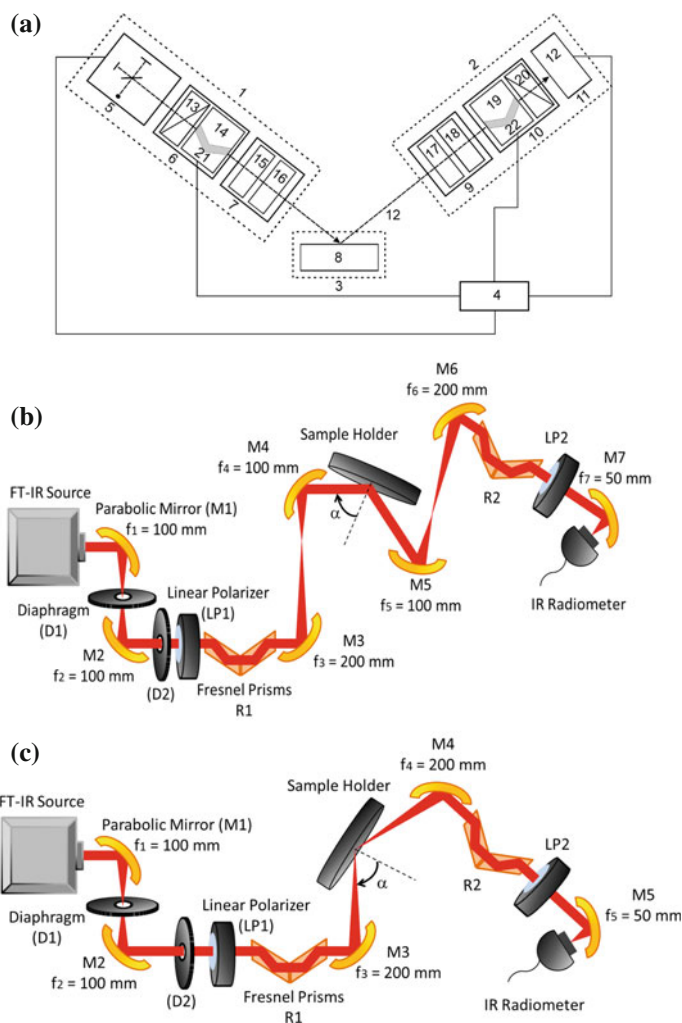 (a)
1
2
3
4
5
6
7
8
9
10
11
12
12
13
14
15
16
17
18
19
20
21
22
(b)
FT-IR Source
Parabolic Mirror (M1)
f1 = 100 mm
Diaphragm
(D1)
M2
f2 = 100 mm
(D2)
Linear Polarizer
(LP1)
Fresnel Prisms
R1
M3
f3 = 200 mm
M4
f4 = 100 mm
Sample Holder
α
M5
f5 = 100 mm
M6
f6 = 200 mm
R2
LP2
M7
f7 = 50 mm
IR Radiometer
(c)
FT-IR Source
Parabolic Mirror (M1)
f1 = 100 mm
Diaphragm
(D1)
M2
f2 = 100 mm
(D2)
Linear Polarizer
(LP1)
Fresnel Prisms
R1
M3
f3 = 200 mm
Sample Holder
α
M4
f4 = 200 mm
R2
LP2
M5
f5 = 50 mm
IR Radiometer